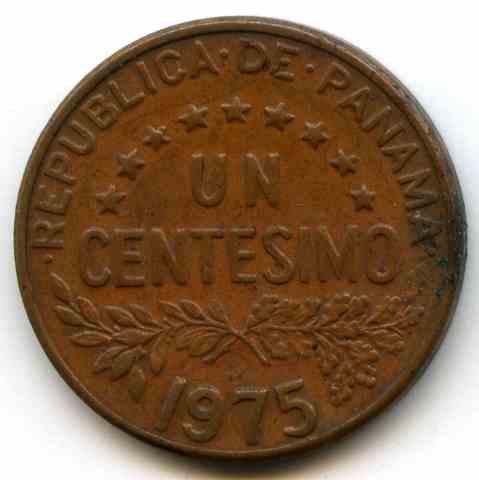 REPUBLICA·DE·PANAMA
UN
CENTESIMO
1975